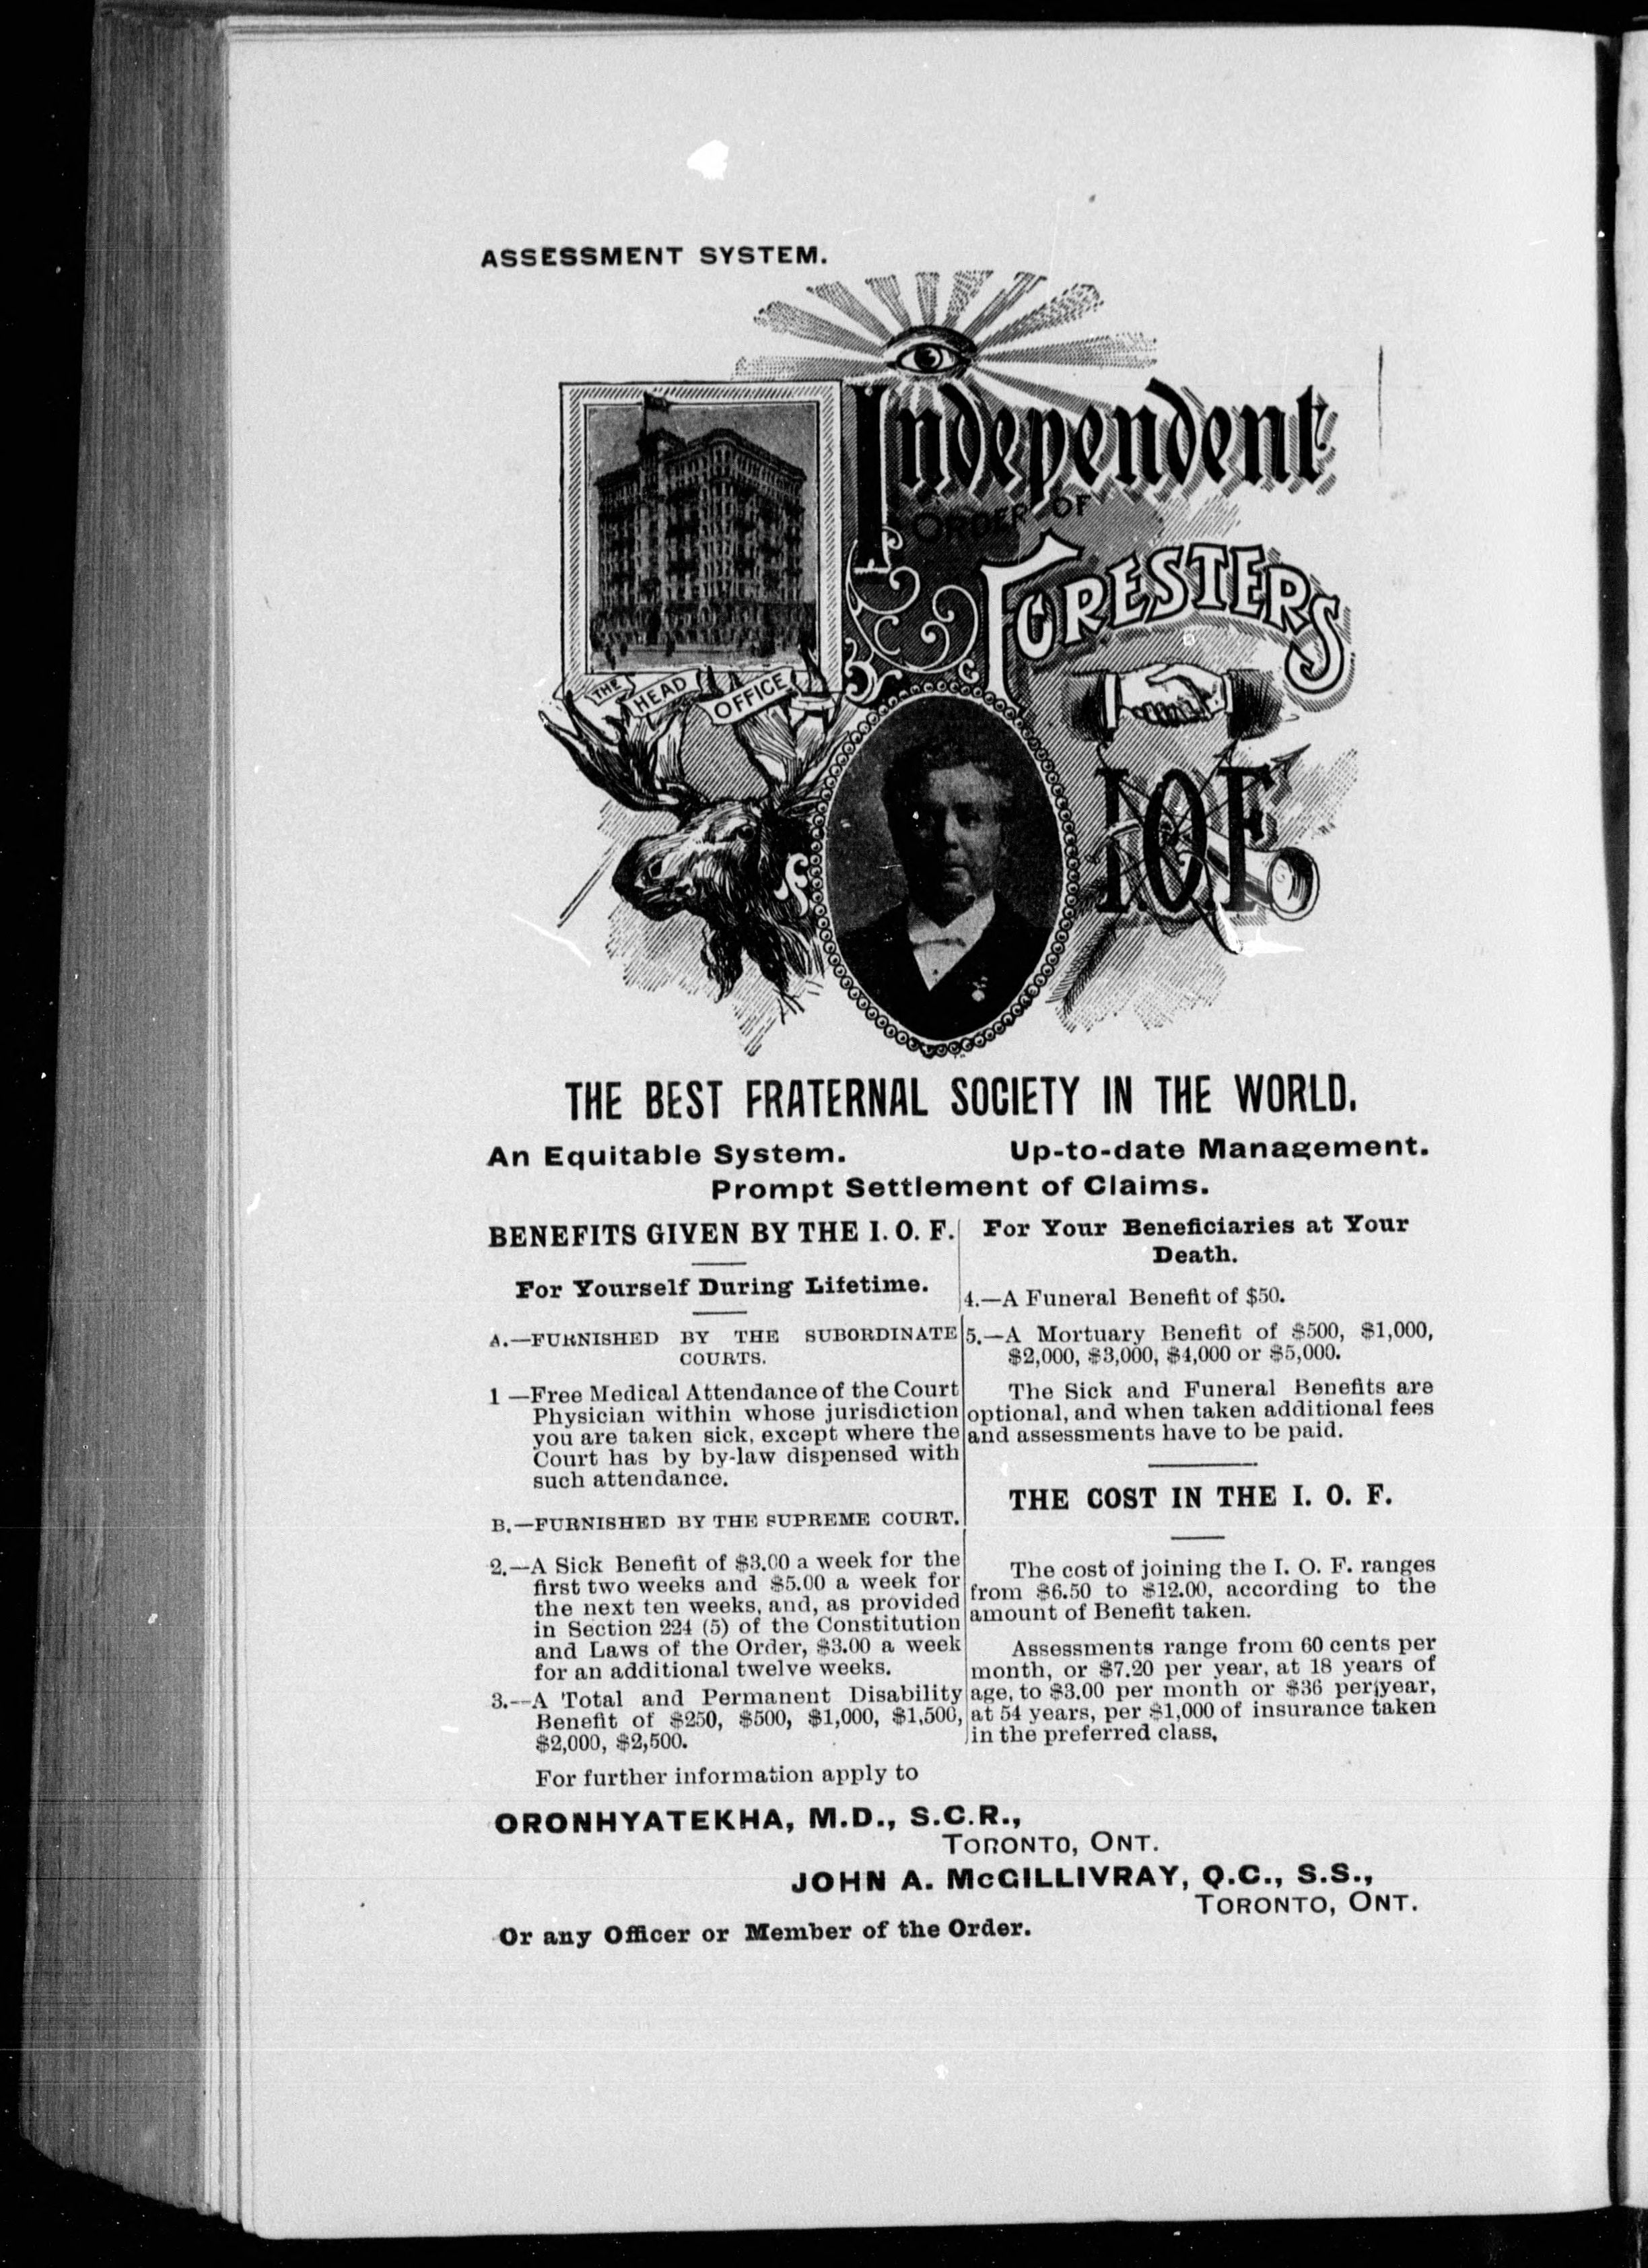 ASSESSMENT SYSTEM.
Independent
ORDER OF
FORESTERS
THE HEAD OFFICE
I.O.F.
THE BEST FRATERNAL SOCIETY IN THE WORLD.
An Equitable System. Up-to-date Management.
Prompt Settlement of Claims.
BENEFITS GIVEN BY THE I. O. F.
For Yourself During Lifetime.
A.—FURNISHED BY THE SUBORDINATE
COURTS.
1 —Free Medical Attendance of the Court
Physician within whose jurisdiction
you are taken sick, except where the
Court has by by-law dispensed with
such attendance.
B.—FURNISHED BY THE SUPREME COURT.
2.—A Sick Benefit of $3.00 a week for the
first two weeks and $5.00 a week for
the next ten weeks, and, as provided
in Section 224 (5) of the Constitution
and Laws of the Order, $3.00 a week
for an additional twelve weeks.
3.—A Total and Permanent Disability
Benefit of $250, $500, $1,000, $1,500,
$2,000, $2,500.
For Your Beneficiaries at Your
Death.
4.—A Funeral Benefit of $50.
5.—A Mortuary Benefit of $500, $1,000,
$2,000, $3,000, $4,000 or $5,000.
The Sick and Funeral Benefits are
optional, and when taken additional fees
and assessments have to be paid.
THE COST IN THE I. O. F.
The cost of joining the I. O. F. ranges
from $6.50 to $12.00, according to the
amount of Benefit taken.
Assessments range from 60 cents per
month, or $7.20 per year, at 18 years of
age, to $3.00 per month or $36 per year,
at 54 years, per $1,000 of insurance taken
in the preferred class,
For further information apply to
ORONHYATEKHA, M.D., S.C.R.,
TORONTO, ONT.
JOHN A. McGILLIVRAY, Q.C., S.S.,
TORONTO, ONT.
Or any Officer or Member of the Order.